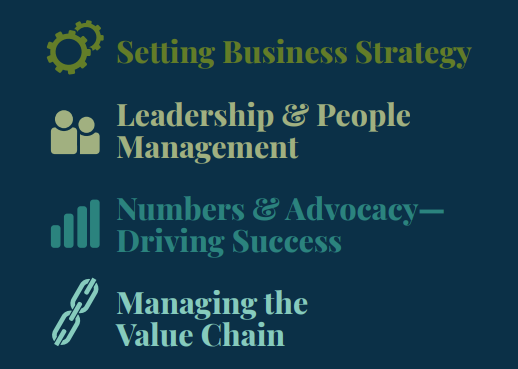 Setting Business Strategy
Leadership & People
Management
Numbers & Advocacy—
Driving Success
Managing the
Value Chain